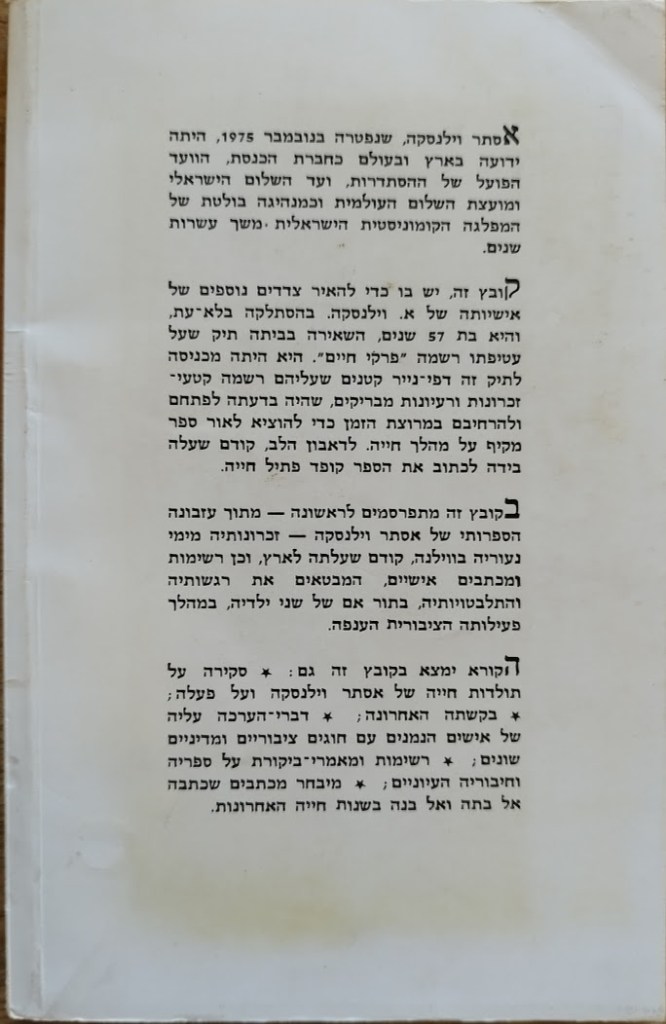 אסתר וילנסקה, שנפטרה בנובמבר 1975, היתה
ידועה בארץ ובעולם כחברת הכנסת, הוועד
הפועל של ההסתדרות, ועד השלום הישראלי
ומועצת השלום העולמית וכמנהיגה בולטת של
המפלגה הקומוניסטית הישראלית משך עשרות
שנים.
קובץ זה, יש בו כדי להאיר צדדים נוספים של
אישיותה של א. וילנסקה. בהסתלקה בלא־עת,
והיא בת 57 שנים, השאירה בביתה תיק שעל
עטיפתו רשמה "פרקי חיים". היא היתה מכניסה
לתיק זה דפי־נייר קטנים שעליהם רשמה קטעי־
זכרונות ורעיונות מבריקים, שהיה בדעתה לפתחם
ולהרחיבם במרוצת הזמן כדי להוציא לאור ספר
מקיף על מהלך חייה. לדאבון הלב, קודם שעלה
בידה לכתוב את הספר קופד פתיל חייה.
בקובץ זה מתפרסמים לראשונה — מתוך עזבונה
הספרותי של אסתר וילנסקה — זכרונותיה מימי
נעוריה בווילנה, קודם שעלתה לארץ, וכן רשימות
ומכתבים אישיים, המבטאים את רגשותיה
והתלבטויותיה, בתור אם של שני ילדיה, במהלך
פעילותה הציבורית הענפה.
הקורא ימצא בקובץ זה גם: ★ סקירה על
תולדות חייה של אסתר וילנסקה ועל פעלה;
★ בקשתה האחרונה; ★ דברי־הערכה עליה
של אישים הנמנים עם חוגים ציבוריים ומדיניים
שונים; ★ רשימות ומאמרי־ביקורת על ספריה
וחיבוריה העיוניים; ★ מיבחר מכתבים שכתבה
אל בתה ואל בנה בשנות חייה האחרונות.